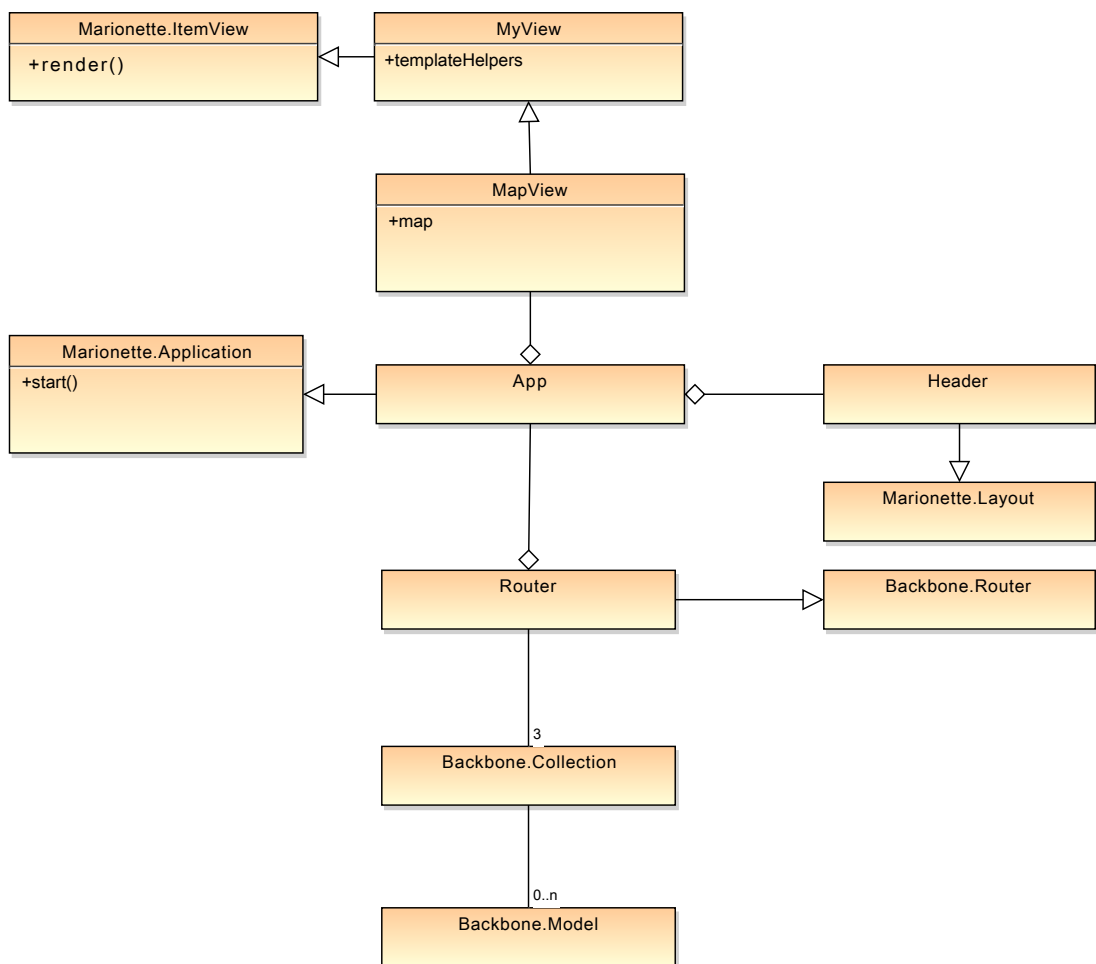 Marionette.ItemView
+render()
MyView
+templateHelpers
MapView
+map
Marionette.Application
+start()
App
Header
Marionette.Layout
Router
Backbone.Router
3
Backbone.Collection
0..n
Backbone.Model